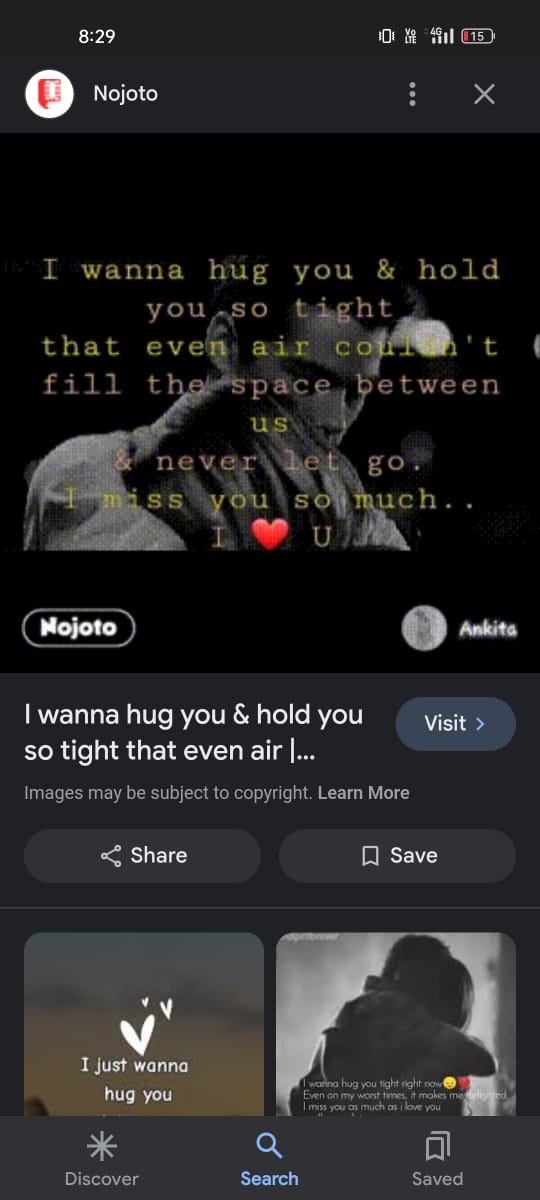 8:29
Vo
LTE
4G
15
Nojoto
I wanna hug you & hold
you so tight
that even air couldn't
fill the space between
us
& never let go.
I miss you so much..
I ❤️ U
Nojoto
Ankita
I wanna hug you & hold you
so tight that even air |...
Visit >
Images may be subject to copyright. Learn More
Share
Save
I just wanna
hug you
I wanna hug you tight right now😞❤️
Even on my worst times, it makes me delighted
I miss you as much as i love you
Discover
Search
Saved